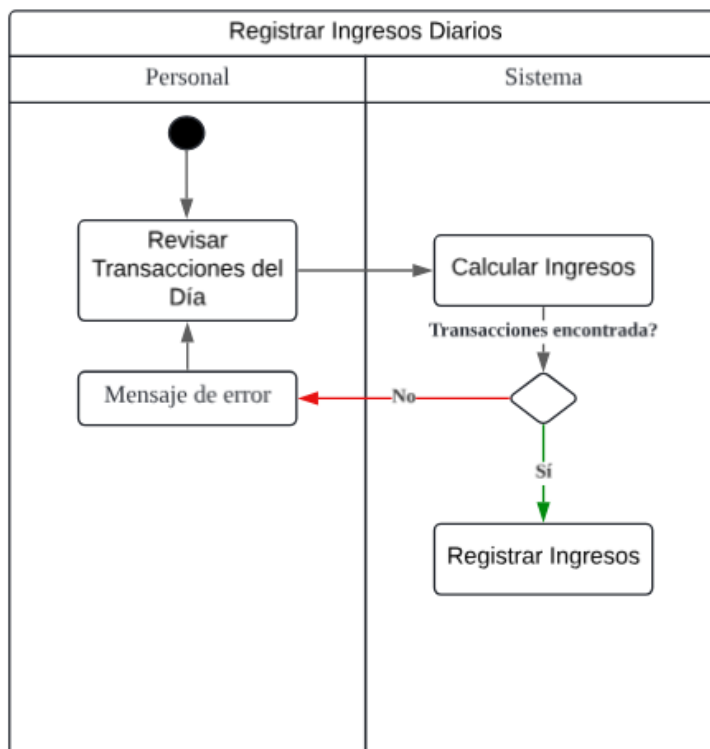 Registrar Ingresos Diarios
Personal
Sistema
Revisar
Transacciones del
Día
Calcular Ingresos
Transacciones encontrada?
Mensaje de error
No
Sí
Registrar Ingresos